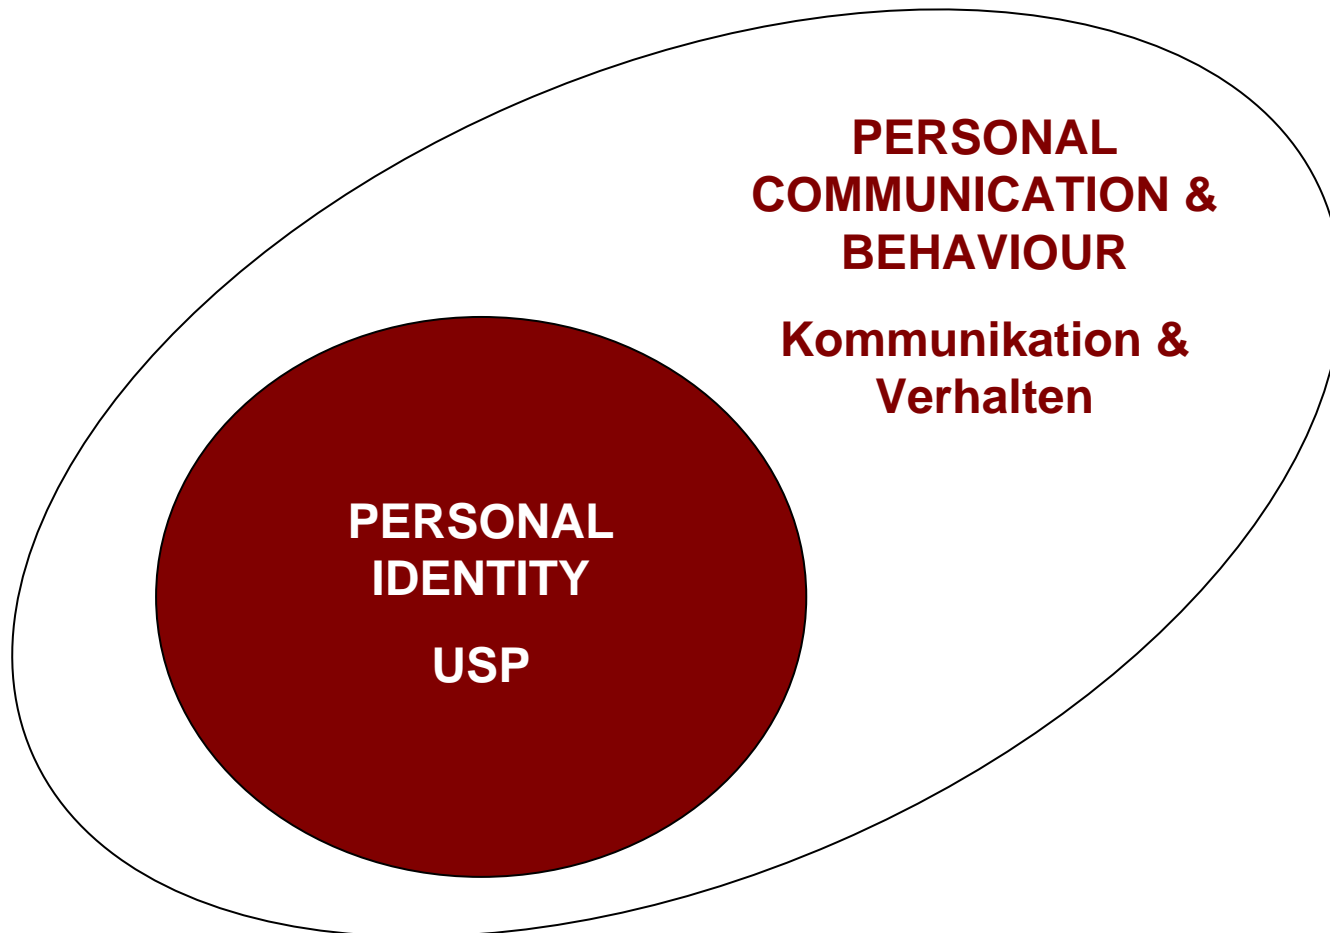 PERSONAL
COMMUNICATION &
BEHAVIOUR
Kommunikation &
Verhalten
PERSONAL
IDENTITY
USP